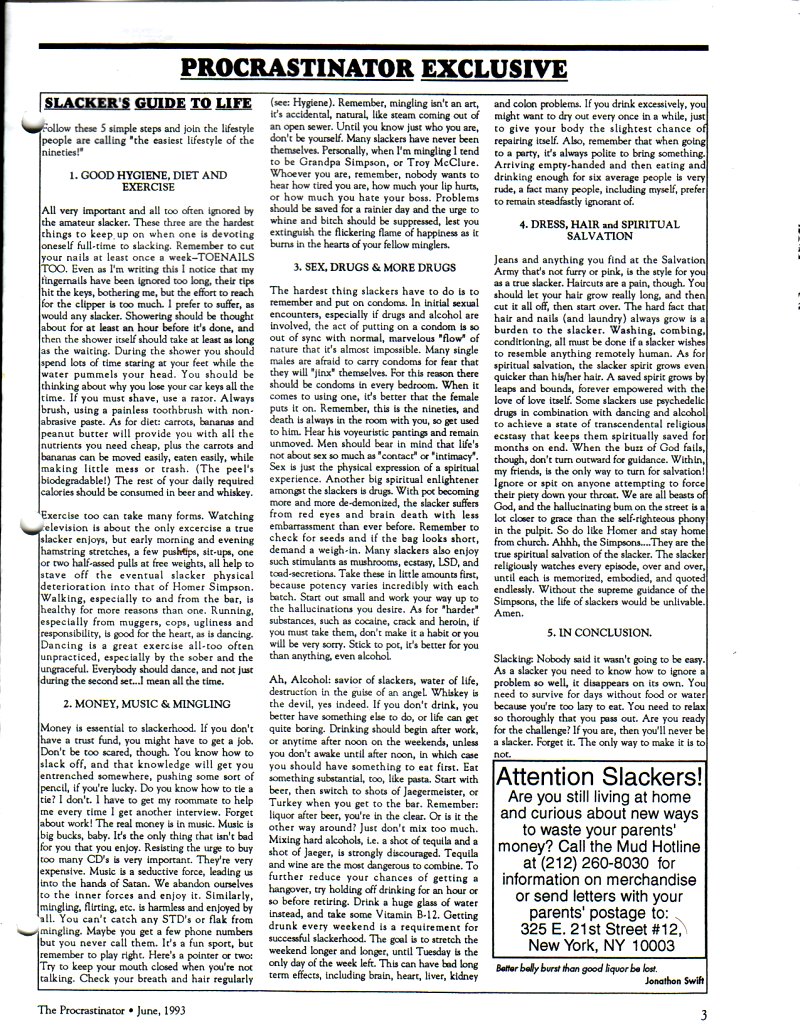 PROCRASTINATOR EXCLUSIVE
SLACKER'S GUIDE TO LIFE
Follow these 5 simple steps and join the lifestyle
people are calling "the easiest lifestyle of the
nineties!"
1. GOOD HYGIENE, DIET AND
EXERCISE
All very important and all too often ignored by
the amateur slacker. These three are the hardest
things to keep up on when one is devoting
oneself full-time to slacking. Remember to cut
your nails at least once a week–TOENAILS
TOO. Even as I'm writing this I notice that my
fingernails have been ignored too long, their tips
hit the keys, bothering me, but the effort to reach
for the clipper is too much. I prefer to suffer, as
would any slacker. Showering should be thought
about for at least an hour before it's done, and
then the shower itself should take at least as long
as the waiting. During the shower you should
spend lots of time staring at your feet while the
water pummels your head. You should be
thinking about why you lose your car keys all the
time. If you must shave, use a razor. Always
brush, using a painless toothbrush with non-
abrasive paste. As for diet: carrots, bananas and
peanut butter will provide you with all the
nutrients you need cheap, plus the carrots and
bananas can be moved easily, eaten easily, while
making little mess or trash. (The peel's
biodegradable!) The rest of your daily required
calories should be consumed in beer and whiskey.
Exercise too can take many forms. Watching
television is about the only excercise a true
slacker enjoys, but early morning and evening
hamstring stretches, a few pushups, sit-ups, one
or two half-assed pulls at free weights, all help to
stave off the eventual slacker physical
deterioration into that of Homer Simpson.
Walking, especially to and from the bar, is
healthy for more reasons than one. Running,
especially from muggers, cops, ugliness and
responsibility, is good for the heart, as is dancing.
Dancing is a great exercise all-too often
unpracticed, especially by the sober and the
ungraceful. Everybody should dance, and not just
during the second set...I mean all the time.
2. MONEY, MUSIC & MINGLING
Money is essential to slackerhood. If you don't
have a trust fund, you might have to get a job.
Don't be too scared, though. You know how to
slack off, and that knowledge will get you
entrenched somewhere, pushing some sort of
pencil, if you're lucky. Do you know how to tie a
tie? I don't. I have to get my roommate to help
me every time I get another interview. Forget
about work! The real money is in music. Music is
big bucks, baby. It's the only thing that isn't bad
for you that you enjoy. Resisting the urge to buy
too many CD's is very important. They're very
expensive. Music is a seductive force, leading us
into the hands of Satan. We abandon ourselves
to the inner forces and enjoy it. Similarly,
mingling, flirting, etc. is harmless and enjoyed by
all. You can't catch any STD's or flak from
mingling. Maybe you get a few phone numbers
but you never call them. It's a fun sport, but
remember to play right. Here's a pointer or two:
Try to keep your mouth closed when you're not
talking. Check your breath and hair regularly
(see: Hygiene). Remember, mingling isn't an art,
it's accidental, natural, like steam coming out of
an open sewer. Until you know just who you are,
don't be yourself. Many slackers have never been
themselves. Personally, when I'm mingling I tend
to be Grandpa Simpson, or Troy McClure.
Whoever you are, remember, nobody wants to
hear how tired you are, how much your lip hurts,
or how much you hate your boss. Problems
should be saved for a rainier day and the urge to
whine and bitch should be suppressed, lest you
extinguish the flickering flame of happiness as it
burns in the hearts of your fellow minglers.
3. SEX, DRUGS & MORE DRUGS
The hardest thing slackers have to do is to
remember and put on condoms. In initial sexual
encounters, especially if drugs and alcohol are
involved, the act of putting on a condom is so
out of sync with normal, marvelous "flow" of
nature that it's almost impossible. Many single
males are afraid to carry condoms for fear that
they will "jinx" themselves. For this reason there
should be condoms in every bedroom. When it
comes to using one, it's better that the female
puts it on. Remember, this is the nineties, and
death is always in the room with you, so get used
to him. Hear his voyeuristic pantings and remain
unmoved. Men should bear in mind that life's
not about sex so much as "contact" or "intimacy".
Sex is just the physical expression of a spiritual
experience. Another big spiritual enlightener
amongst the slackers is drugs. With pot becoming
more and more de-demonized, the slacker suffers
from red eyes and brain death with less
embarrassment than ever before. Remember to
check for seeds and if the bag looks short,
demand a weigh-in. Many slackers also enjoy
such stimulants as mushrooms, ecstasy, LSD, and
toad-secretions. Take these in little amounts first,
because potency varies incredibly with each
batch. Start out small and work your way up to
the hallucinations you desire. As for "harder"
substances, such as cocaine, crack and heroin, if
you must take them, don't make it a habit or you
will be very sorry. Stick to pot, it's better for you
than anything, even alcohol.
Ah, Alcohol: savior of slackers, water of life,
destruction in the guise of an angel. Whiskey is
the devil, yes indeed. If you don't drink, you
better have something else to do, or life can get
quite boring. Drinking should begin after work,
or anytime after noon on the weekends, unless
you don't awake until after noon, in which case
you should have something to eat first. Eat
something substantial, too, like pasta. Start with
beer, then switch to shots of Jaegermeister, or
Turkey when you get to the bar. Remember:
liquor after beer, you're in the clear. Or is it the
other way around? Just don't mix too much.
Mixing hard alcohols, i.e. a shot of tequila and a
shot of Jaeger, is strongly discouraged. Tequila
and wine are the most dangerous to combine. To
further reduce your chances of getting a
hangover, try holding off drinking for an hour or
so before retiring. Drink a huge glass of water
instead, and take some Vitamin B-12. Getting
drunk every weekend is a requirement for
successful slackerhood. The goal is to stretch the
weekend longer and longer, until Tuesday is the
only day of the week left. This can have bad long
term effects, including brain, heart, liver, kidney
and colon problems. If you drink excessively, you
might want to dry out every once in a while, just
to give your body the slightest chance of
repairing itself. Also, remember that when going
to a party, it's always polite to bring something.
Arriving empty-handed and then eating and
drinking enough for six average people is very
rude, a fact many people, including myself, prefer
to remain steadfastly ignorant of.
4. DRESS, HAIR and SPIRITUAL
SALVATION
Jeans and anything you find at the Salvation
Army that's not furry or pink, is the style for you
as a true slacker. Haircuts are a pain, though. You
should let your hair grow really long, and then
cut it all off, then start over. The hard fact that
hair and nails (and laundry) always grow is a
burden to the slacker. Washing, combing,
conditioning, all must be done if a slacker wishes
to resemble anything remotely human. As for
spiritual salvation, the slacker spirit grows even
quicker than his/her hair. A saved spirit grows by
leaps and bounds, forever empowered with the
love of love itself. Some slackers use psychedelic
drugs in combination with dancing and alcohol
to achieve a state of transcendental religious
ecstasy that keeps them spiritually saved for
months on end. When the buzz of God fails,
though, don't turn outward for guidance. Within,
my friends, is the only way to turn for salvation!
Ignore or spit on anyone attempting to force
their piety down your throat. We are all beasts of
God, and the hallucinating bum on the street is a
lot closer to grace than the self-righteous phony
in the pulpit. So do like Homer and stay home
from church. Ahhh, the Simpsons....They are the
true spiritual salvation of the slacker. The slacker
religiously watches every episode, over and over,
until each is memorized, embodied, and quoted
endlessly. Without the supreme guidance of the
Simpsons, the life of slackers would be unlivable.
Amen.
5. IN CONCLUSION.
Slacking: Nobody said it wasn't going to be easy.
As a slacker you need to know how to ignore a
problem so well, it disappears on its own. You
need to survive for days without food or water
because you're too lazy to eat. You need to relax
so thoroughly that you pass out. Are you ready
for the challenge? If you are, then you'll never be
a slacker. Forget it. The only way to make it is to
not.
Attention Slackers!
Are you still living at home
and curious about new ways
to waste your parents'
money? Call the Mud Hotline
at (212) 260-8030 for
information on merchandise
or send letters with your
parents' postage to:
325 E. 21st Street #12,
New York, NY 10003
Better belly burst than good liquor be lost.
Jonathon Swift
The Procrastinator • June, 1993
3